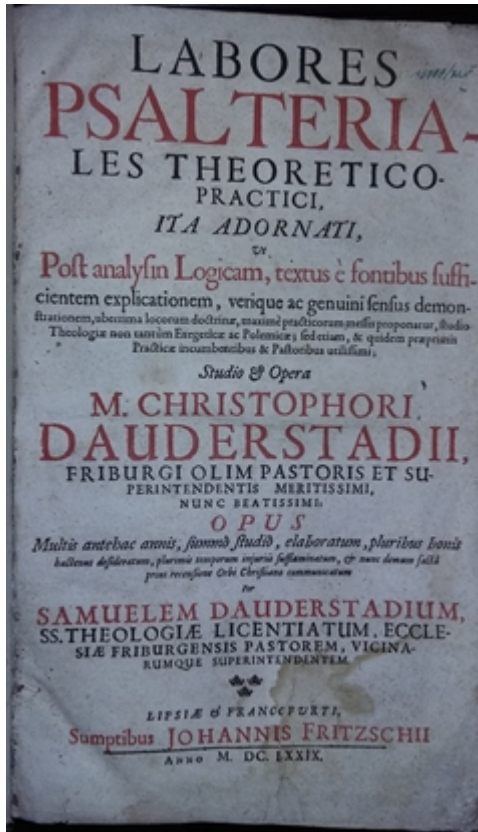 LABORES
PSALTERIA-
LES THEORETICO-
PRACTICI,
ITA ADORNATI,
Ut
Poſt analyſin Logicam, textus è fontibus ſuffi-
cientem explicationem, verique ac genuini ſenſus demon-
ſtrationem, uberrima locorum doctrinæ, maximè practicorum meſſis proponatur, ſtudio
Theologiæ non tantùm Exegeticæ ac Polemicæ, ſed etiam, & quidem præprimis
Practicæ incumbentibus & Paſtoribus utiliſſimi,
Studio & Opera
M. CHRISTOPHORI
DAUDERSTADII,
FRIBURGI OLIM PASTORIS ET SU-
PERINTENDENTIS MERITISSIMI,
NUNC BEATISSIMI,
OPUS
Multis antehac annis, ſummô ſtudiô, elaboratum, pluribus bonis
hactenus deſideratum, plurimis temporum injuriis ſufflaminatum, & nunc demum
recenſione Orbi Chriſtiano communicatum
Per
SAMUELEM DAUDERSTADIUM,
SS. THEOLOGIÆ LICENTIATUM, ECCLE-
SIÆ FRIBURGENSIS PASTOREM, VICINA-
RUMQUE SUPERINTENDENTEM.
LIPSIÆ & FRANCOFURTI,
Sumptibus JOHANNIS FRITZSCHII
ANNO M. DC. LXXIX.